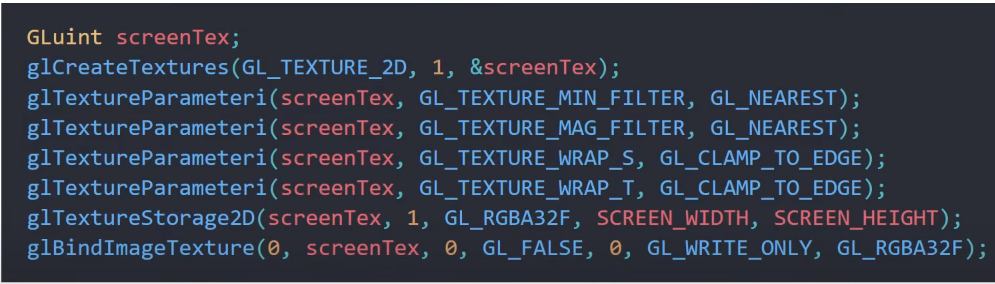 GLuint screenTex;
glCreateTextures(GL_TEXTURE_2D, 1, &screenTex);
glTextureParameteri(screenTex, GL_TEXTURE_MIN_FILTER, GL_NEAREST);
glTextureParameteri(screenTex, GL_TEXTURE_MAG_FILTER, GL_NEAREST);
glTextureParameteri(screenTex, GL_TEXTURE_WRAP_S, GL_CLAMP_TO_EDGE);
glTextureParameteri(screenTex, GL_TEXTURE_WRAP_T, GL_CLAMP_TO_EDGE);
glTextureStorage2D(screenTex, 1, GL_RGBA32F, SCREEN_WIDTH, SCREEN_HEIGHT);
glBindImageTexture(0, screenTex, 0, GL_FALSE, 0, GL_WRITE_ONLY, GL_RGBA32F);